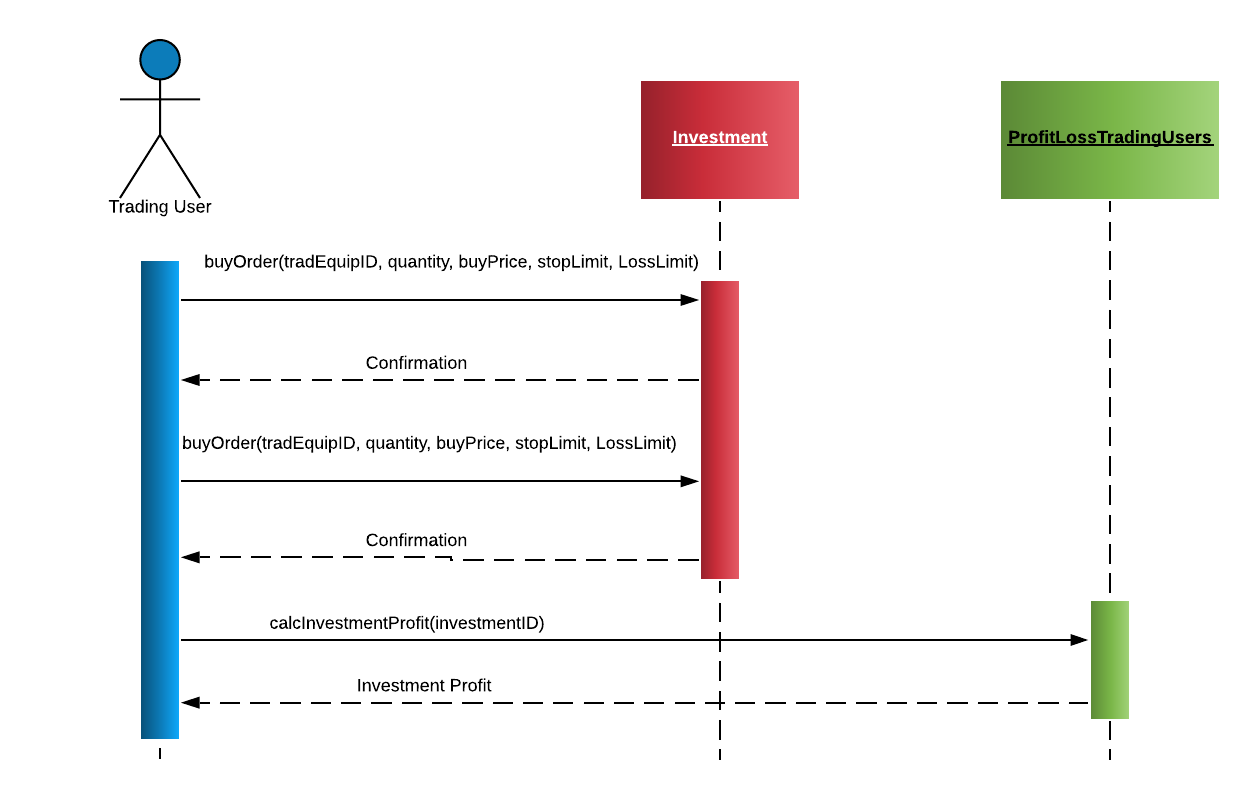 Investment
ProfitLossTradingUsers
Trading User
buyOrder(tradEquipID, quantity, buyPrice, stopLimit, LossLimit)
Confirmation
buyOrder(tradEquipID, quantity, buyPrice, stopLimit, LossLimit)
Confirmation
calcInvestmentProfit(investmentID)
Investment Profit